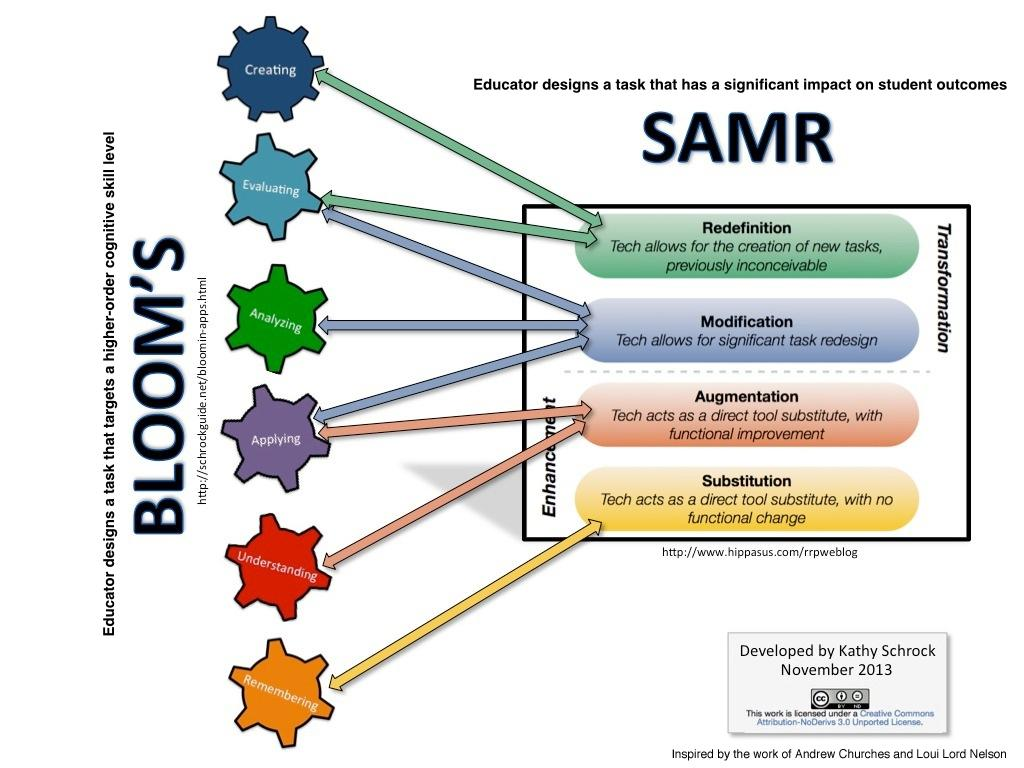 Educator designs a task that targets a higher-order cognitive skill level
BLOOM'S
http://schrockguide.net/bloomin-apps.html
Creating
Evaluating
Analyzing
Applying
Understanding
Remembering
Educator designs a task that has a significant impact on student outcomes
SAMR
Redefinition
Tech allows for the creation of new tasks,
previously inconceivable
Modification
Tech allows for significant task redesign
Transformation
Augmentation
Tech acts as a direct tool substitute, with
functional improvement
Substitution
Tech acts as a direct tool substitute, with no
functional change
Enhancement
http://www.hippasus.com/rrpweblog
Developed by Kathy Schrock
November 2013
cc
BY ND
This work is licensed under a Creative Commons
Attribution-NoDerivs 3.0 Unported License.
Inspired by the work of Andrew Churches and Loui Lord Nelson